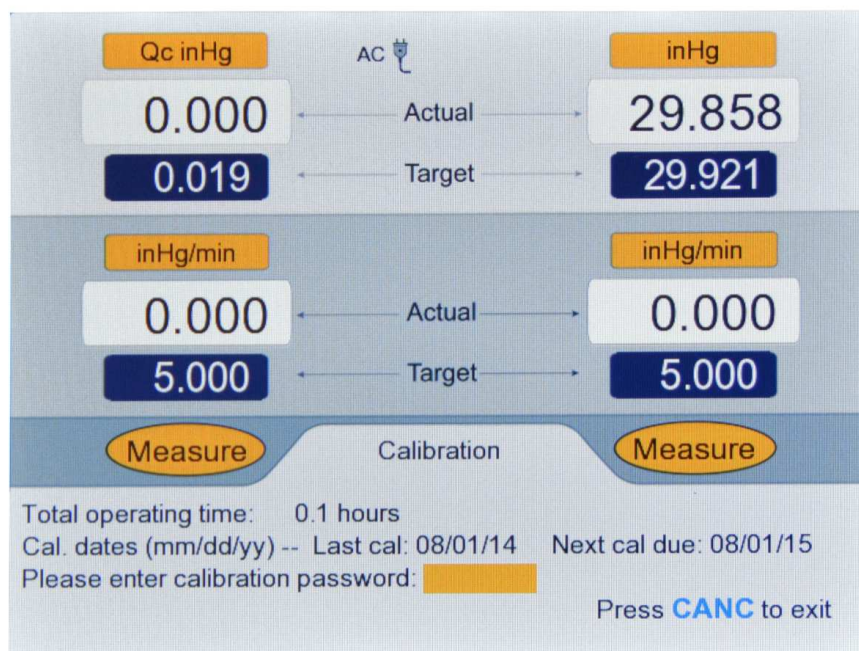 Qc inHg AC inHg
0.000 Actual 29.858
0.019 Target 29.921
inHg/min inHg/min
0.000 Actual 0.000
5.000 Target 5.000
Measure Calibration Measure
Total operating time: 0.1 hours
Cal. dates (mm/dd/yy) -- Last cal: 08/01/14 Next cal due: 08/01/15
Please enter calibration password:
Press CANC to exit